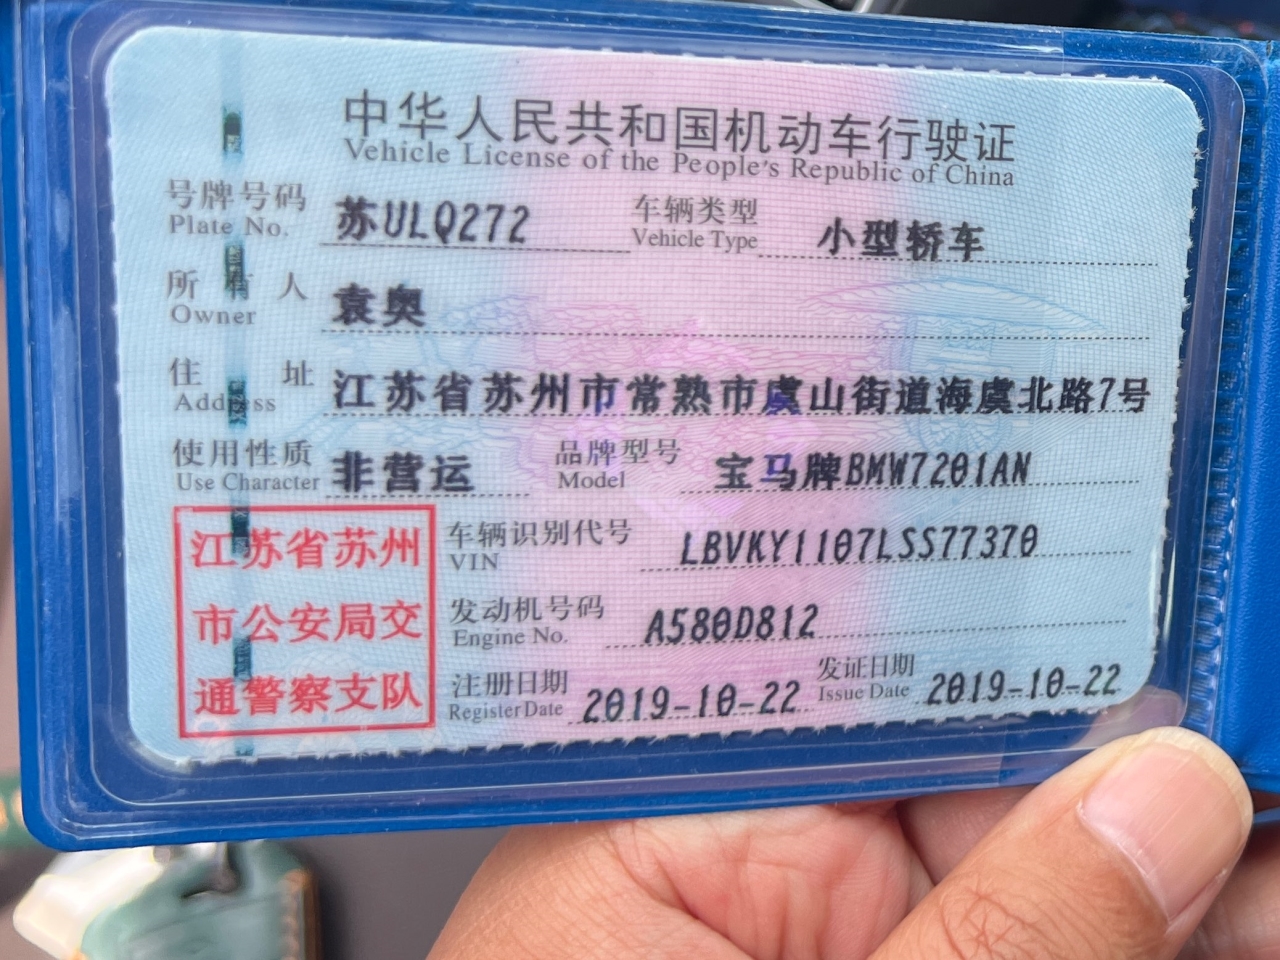 中华人民共和国机动车行驶证
Vehicle License of the People's Republic of China
号牌号码 苏ULQ272 车辆类型 小型轿车
Plate No. Vehicle Type
所有人 袁奥
Owner
住址 江苏省苏州市常熟市虞山街道海虞北路7号
Address
使用性质 非营运 品牌型号 宝马牌BMW7201AN
Use Character Model
江苏省苏州 车辆识别代号 LBVKY1107LSS77370
VIN
市公安局交 发动机号码 A580D812
Engine No.
通警察支队 注册日期 2019-10-22 发证日期 2019-10-22
Register Date Issue Date